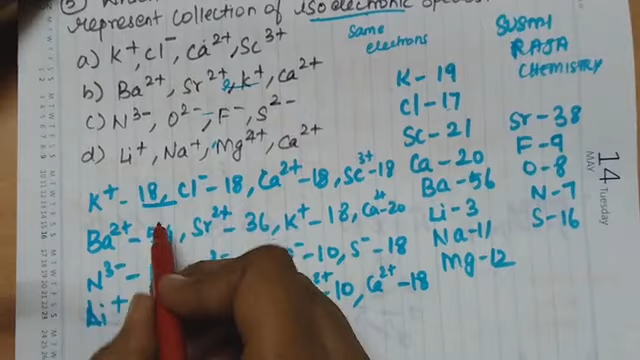 represent collection of isoelectronic
a) K⁺, Cl⁻, Ca²⁺, Sc³⁺
b) Ba²⁺, Sr²⁺, K⁺, Ca²⁺
c) N³⁻, O²⁻, F⁻, S²⁻
d) Li⁺, Na⁺, Mg²⁺, Ca²⁺
same
electrons
SUSMI
RAJA
CHEMISTRY
K - 19
Cl - 17
Sc - 21
Ca - 20
Ba - 56
Li - 3
Na - 11
Mg - 12
Sr - 38
F - 9
O - 8
N - 7
S - 16
K⁺ - 18, Cl⁻ - 18, Ca²⁺ - 18, Sc³⁺ - 18
Ba²⁺ - , Sr²⁺ - 36, K⁺ - 18, Ca²⁺ - 20
N³⁻ - - 10, S⁻ - 18
Li⁺ 10, Ca²⁺ - 18
14
MAY
Tuesday